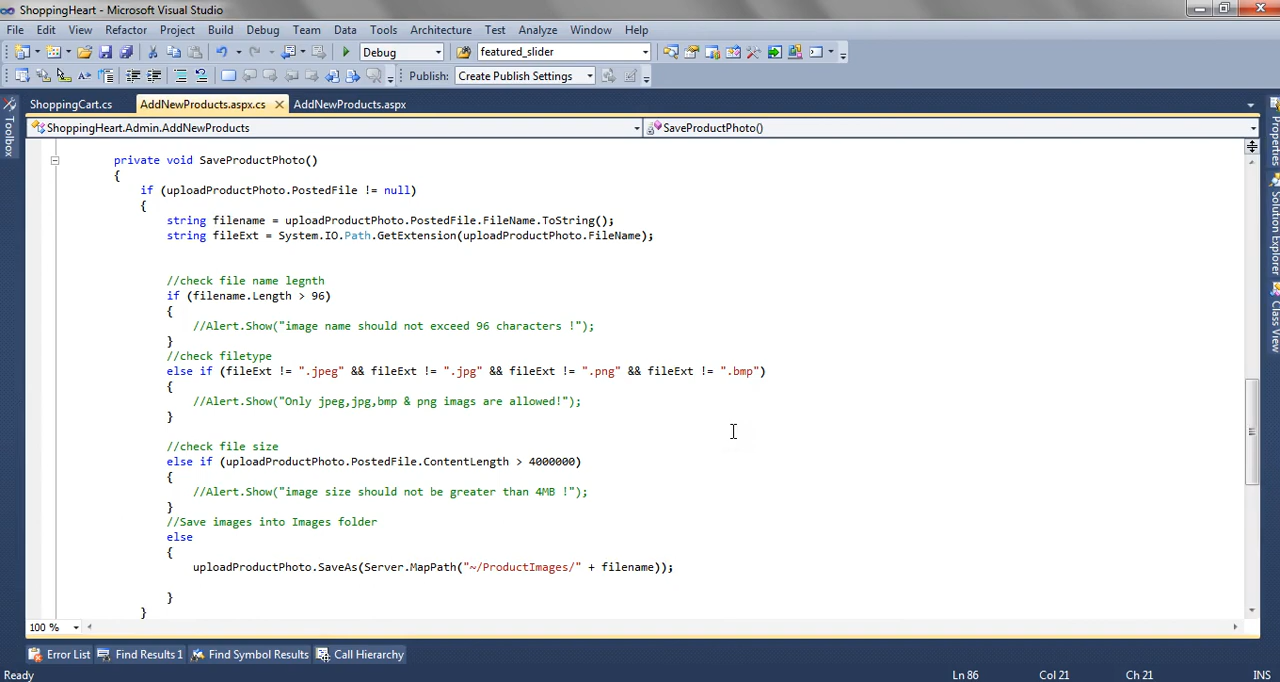 ShoppingHeart - Microsoft Visual Studio
File Edit View Refactor Project Build Debug Team Data Tools Architecture Test Analyze Window Help
Debug featured_slider
Publish: Create Publish Settings
ShoppingCart.cs AddNewProducts.aspx.cs AddNewProducts.aspx
ShoppingHeart.Admin.AddNewProducts SaveProductPhoto()
Toolbox
Properties
Solution Explorer
Class View
private void SaveProductPhoto()
{
if (uploadProductPhoto.PostedFile != null)
{
string filename = uploadProductPhoto.PostedFile.FileName.ToString();
string fileExt = System.IO.Path.GetExtension(uploadProductPhoto.FileName);
//check file name legnth
if (filename.Length > 96)
{
//Alert.Show("image name should not exceed 96 characters !");
}
//check filetype
else if (fileExt != ".jpeg" && fileExt != ".jpg" && fileExt != ".png" && fileExt != ".bmp")
{
//Alert.Show("Only jpeg,jpg,bmp & png imags are allowed!");
}
//check file size
else if (uploadProductPhoto.PostedFile.ContentLength > 4000000)
{
//Alert.Show("image size should not be greater than 4MB !");
}
//Save images into Images folder
else
{
uploadProductPhoto.SaveAs(Server.MapPath("~/ProductImages/" + filename));
}
}
100 %
Error List Find Results 1 Find Symbol Results Call Hierarchy
Ready Ln 86 Col 21 Ch 21 INS